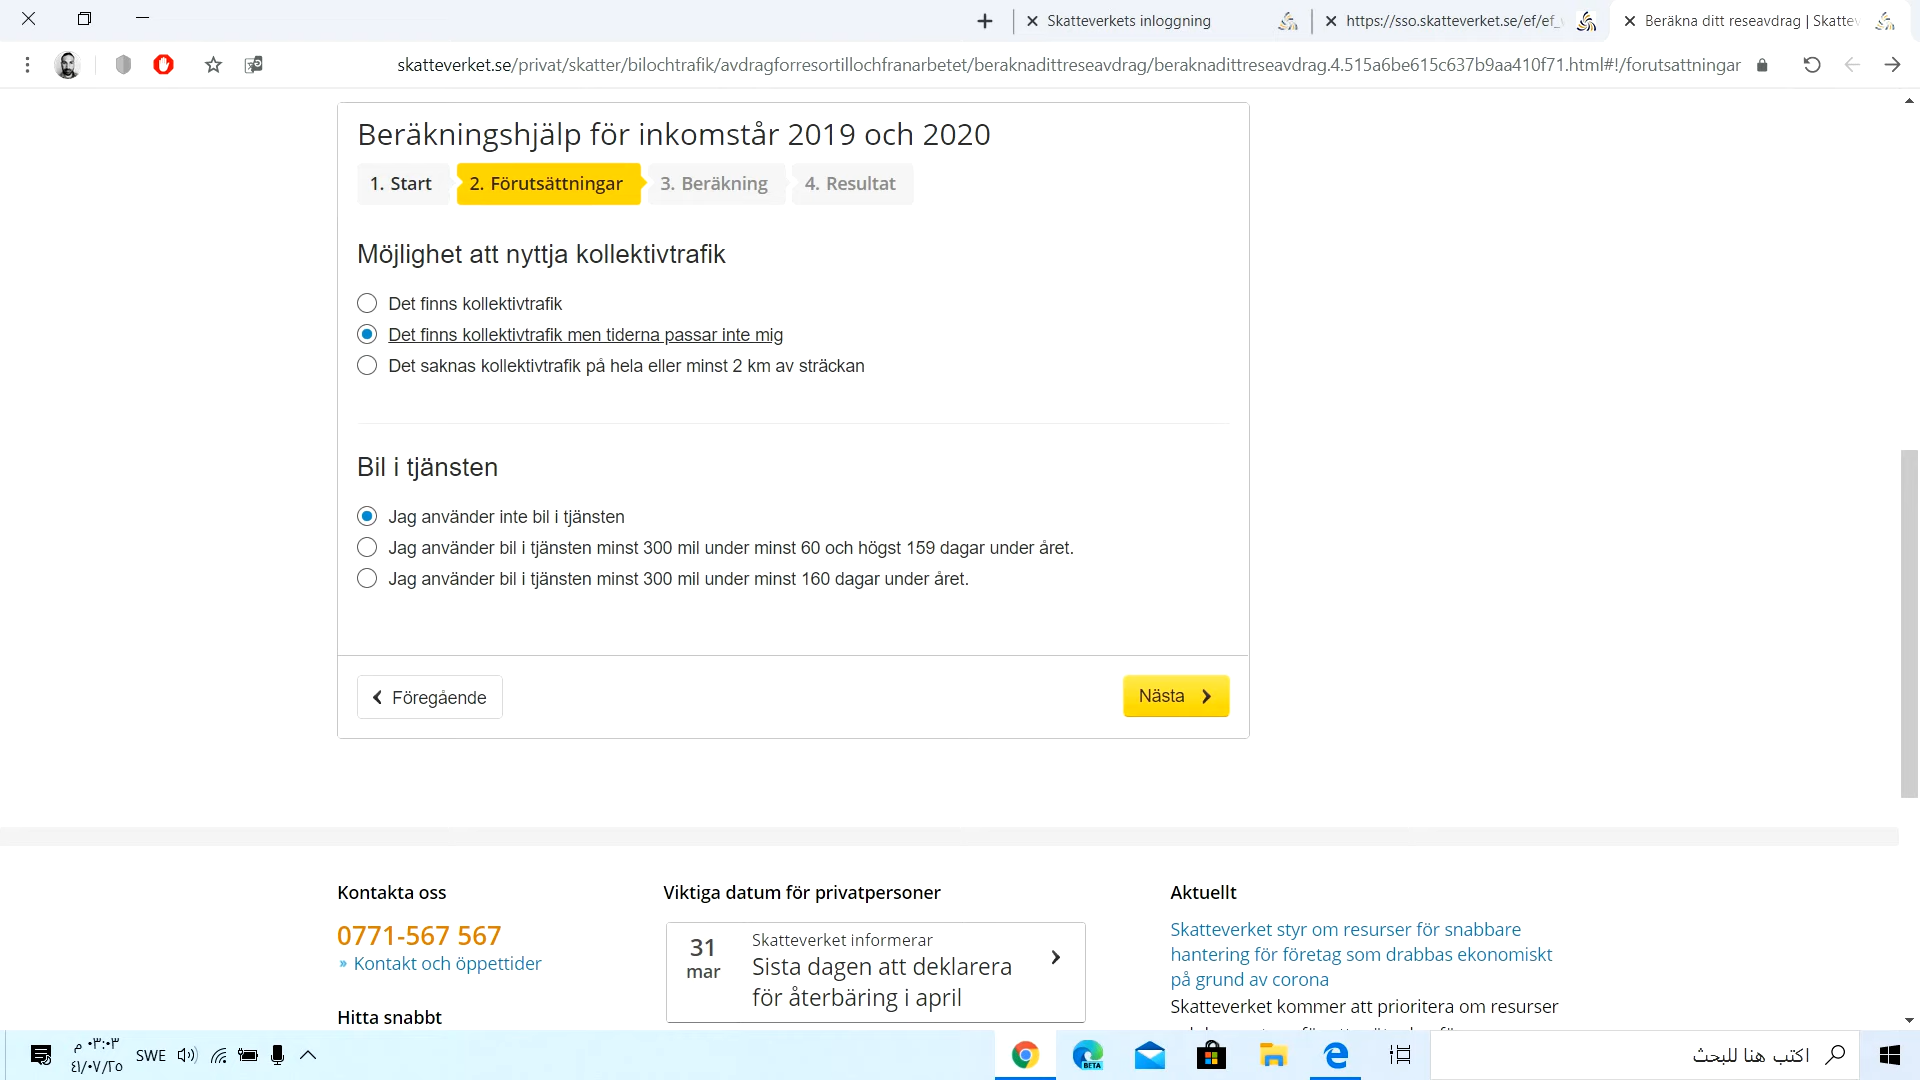 Skatteverkets inloggning
https://sso.skatteverket.se/ef/ef_
Beräkna ditt reseavdrag | Skattev
skatteverket.se/privat/skatter/bilochtrafik/avdragforresortillochfranarbetet/beraknadittreseavdrag/beraknadittreseavdrag.4.515a6be615c637b9aa410f71.html#!/forutsattningar
Beräkningshjälp för inkomstår 2019 och 2020
1. Start
2. Förutsättningar
3. Beräkning
4. Resultat
Möjlighet att nyttja kollektivtrafik
Det finns kollektivtrafik
Det finns kollektivtrafik men tiderna passar inte mig
Det saknas kollektivtrafik på hela eller minst 2 km av sträckan
Bil i tjänsten
Jag använder inte bil i tjänsten
Jag använder bil i tjänsten minst 300 mil under minst 60 och högst 159 dagar under året.
Jag använder bil i tjänsten minst 300 mil under minst 160 dagar under året.
Föregående
Nästa
Kontakta oss
0771-567 567
» Kontakt och öppettider
Hitta snabbt
Viktiga datum för privatpersoner
31
mar
Skatteverket informerar
Sista dagen att deklarera
för återbäring i april
Aktuellt
Skatteverket styr om resurser för snabbare
hantering för företag som drabbas ekonomiskt
på grund av corona
Skatteverket kommer att prioritera om resurser
٠٣:٠٣ م
٤١/٠٧/٢٥
SWE
BETA
اكتب هنا للبحث